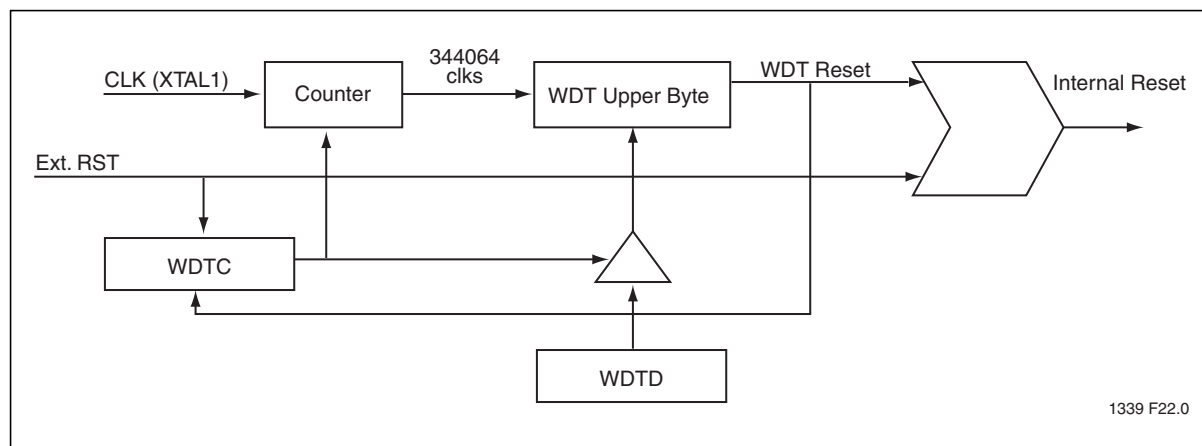 344064
clks
CLK (XTAL1)
Counter
WDT Upper Byte
WDT Reset
Internal Reset
Ext. RST
WDTC
WDTD
1339 F22.0